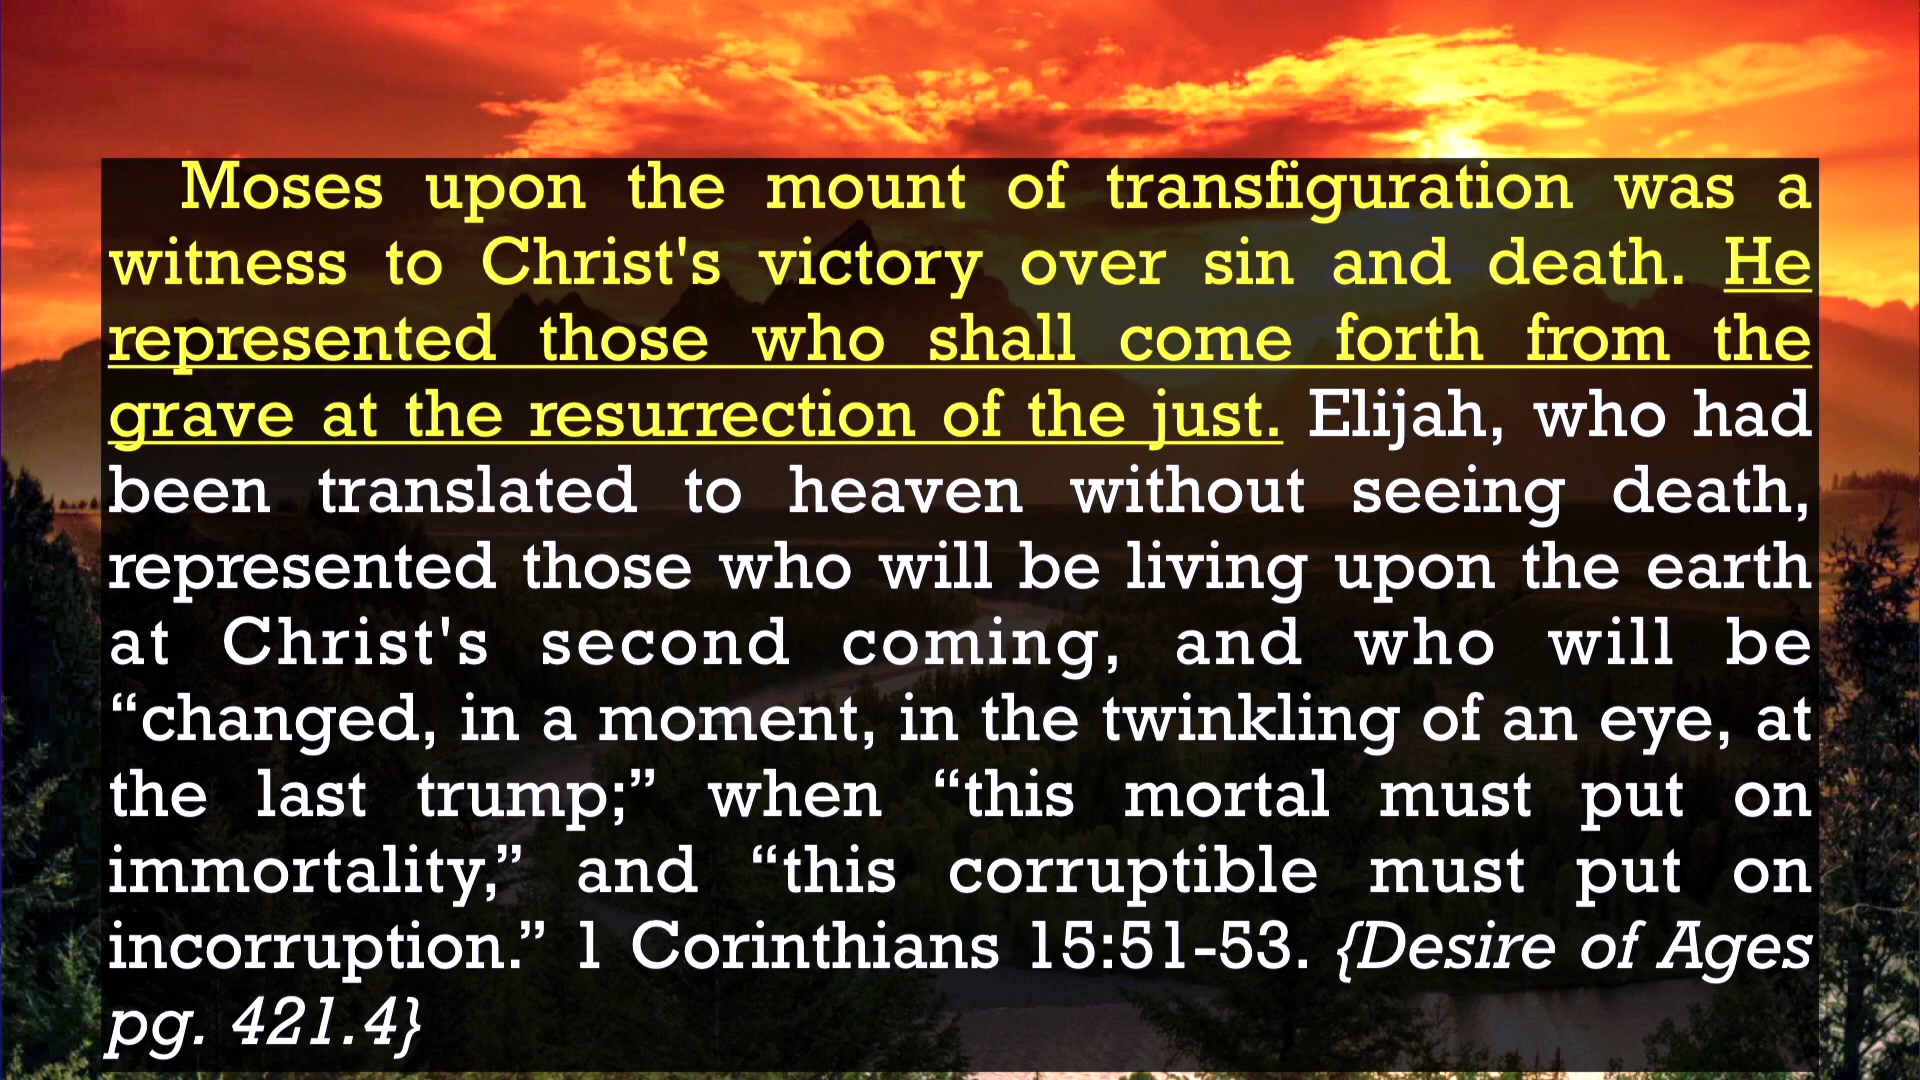 Moses upon the mount of transfiguration was a
witness to Christ's victory over sin and death. He
represented those who shall come forth from the
grave at the resurrection of the just. Elijah, who had
been translated to heaven without seeing death,
represented those who will be living upon the earth
at Christ's second coming, and who will be
“changed, in a moment, in the twinkling of an eye, at
the last trump;” when “this mortal must put on
immortality,” and “this corruptible must put on
incorruption.” 1 Corinthians 15:51-53. {Desire of Ages
pg. 421.4}